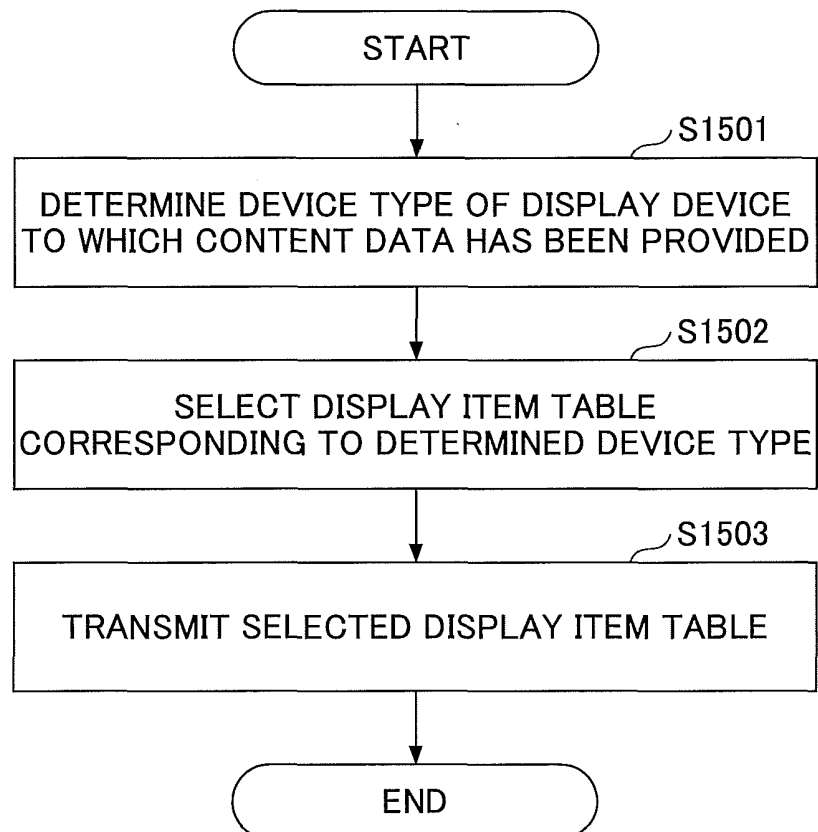 START
S1501
DETERMINE DEVICE TYPE OF DISPLAY DEVICE
TO WHICH CONTENT DATA HAS BEEN PROVIDED
S1502
SELECT DISPLAY ITEM TABLE
CORRESPONDING TO DETERMINED DEVICE TYPE
S1503
TRANSMIT SELECTED DISPLAY ITEM TABLE
END